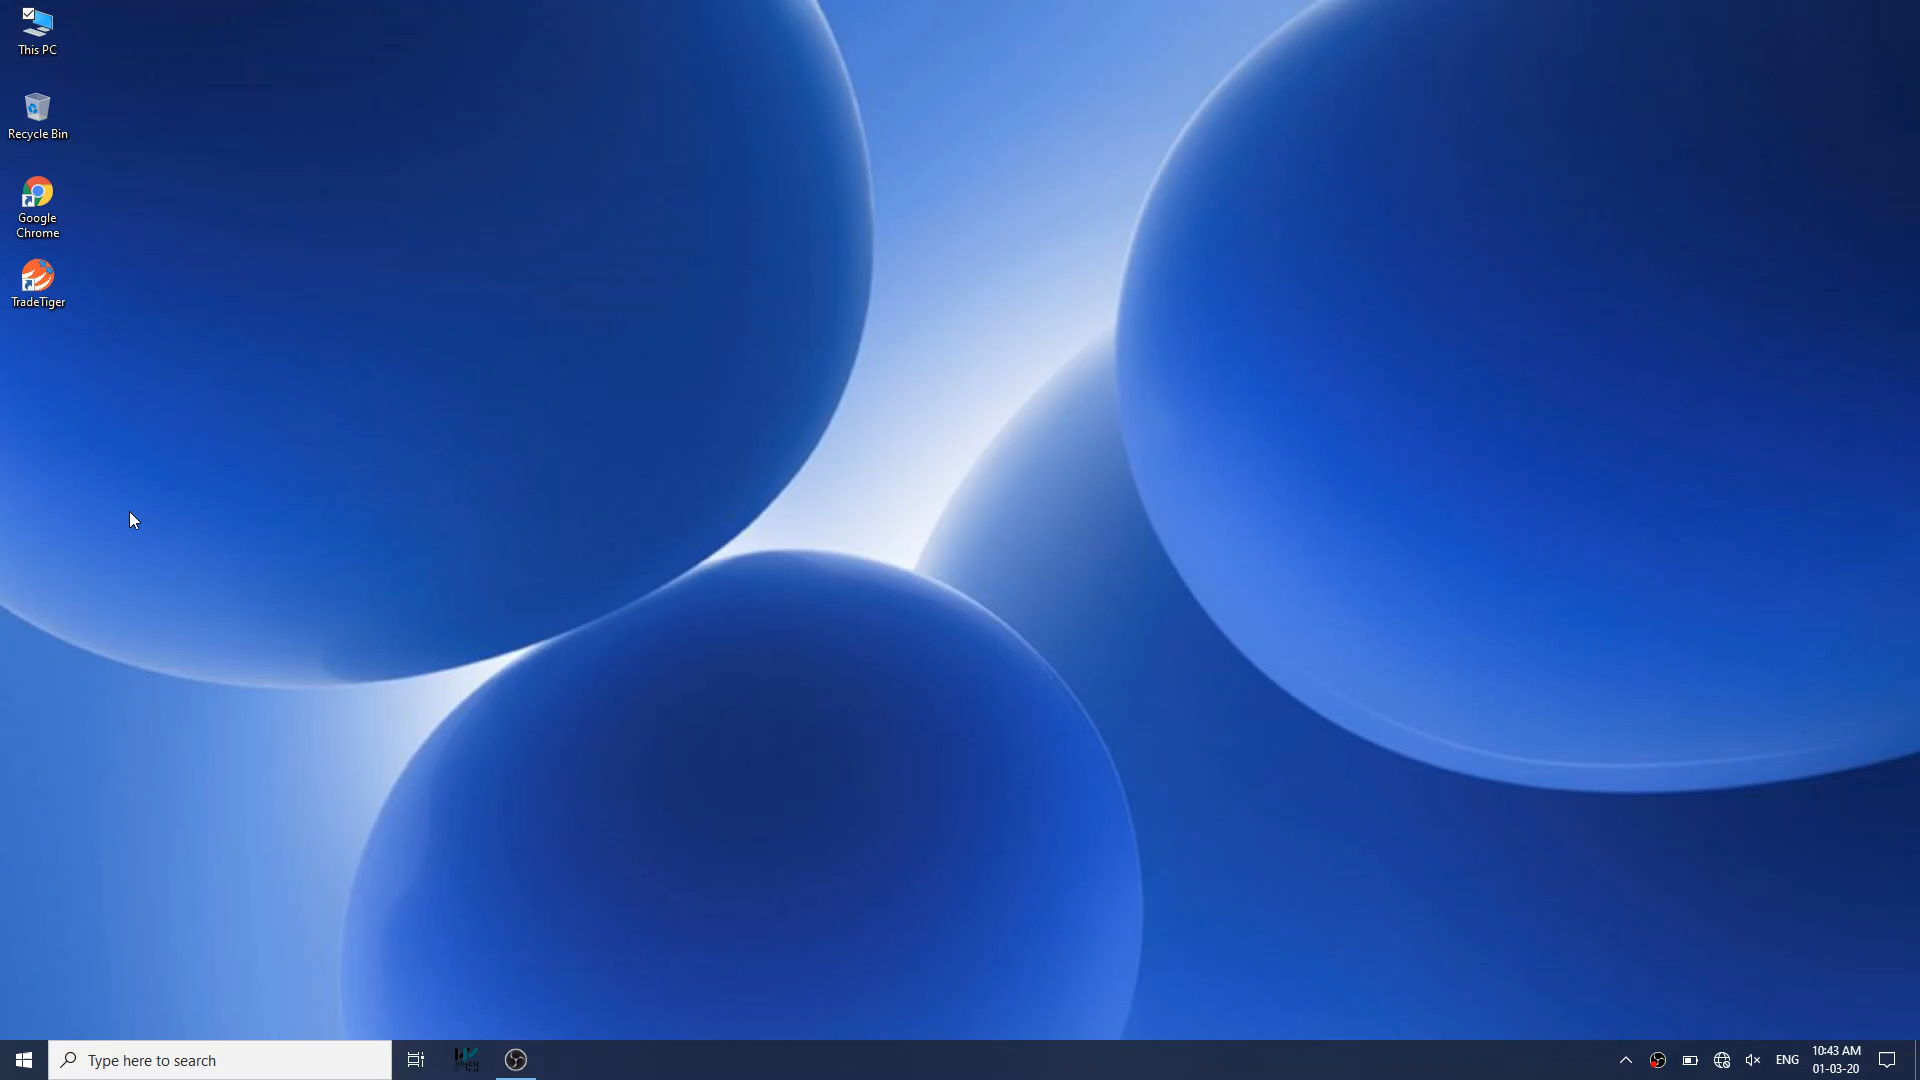 This PC
Recycle Bin
Google
Chrome
TradeTiger
Type here to search
ENG
10:43 AM
01-03-20